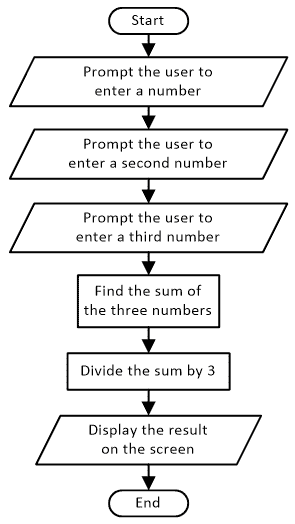 Start
Prompt the user to
enter a number
Prompt the user to
enter a second number
Prompt the user to
enter a third number
Find the sum of
the three numbers
Divide the sum by 3
Display the result
on the screen
End